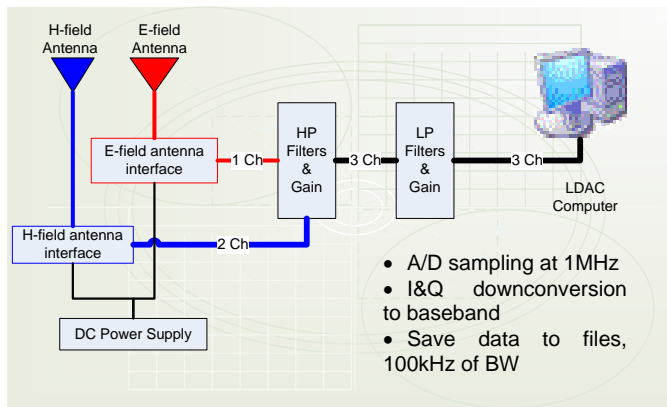 H-field
Antenna
E-field
Antenna
E-field antenna
interface
1 Ch
HP
Filters
&
Gain
3 Ch
LP
Filters
&
Gain
3 Ch
LDAC
Computer
H-field antenna
interface
2 Ch
DC Power Supply
• A/D sampling at 1MHz
• I&Q downconversion
to baseband
• Save data to files,
100kHz of BW